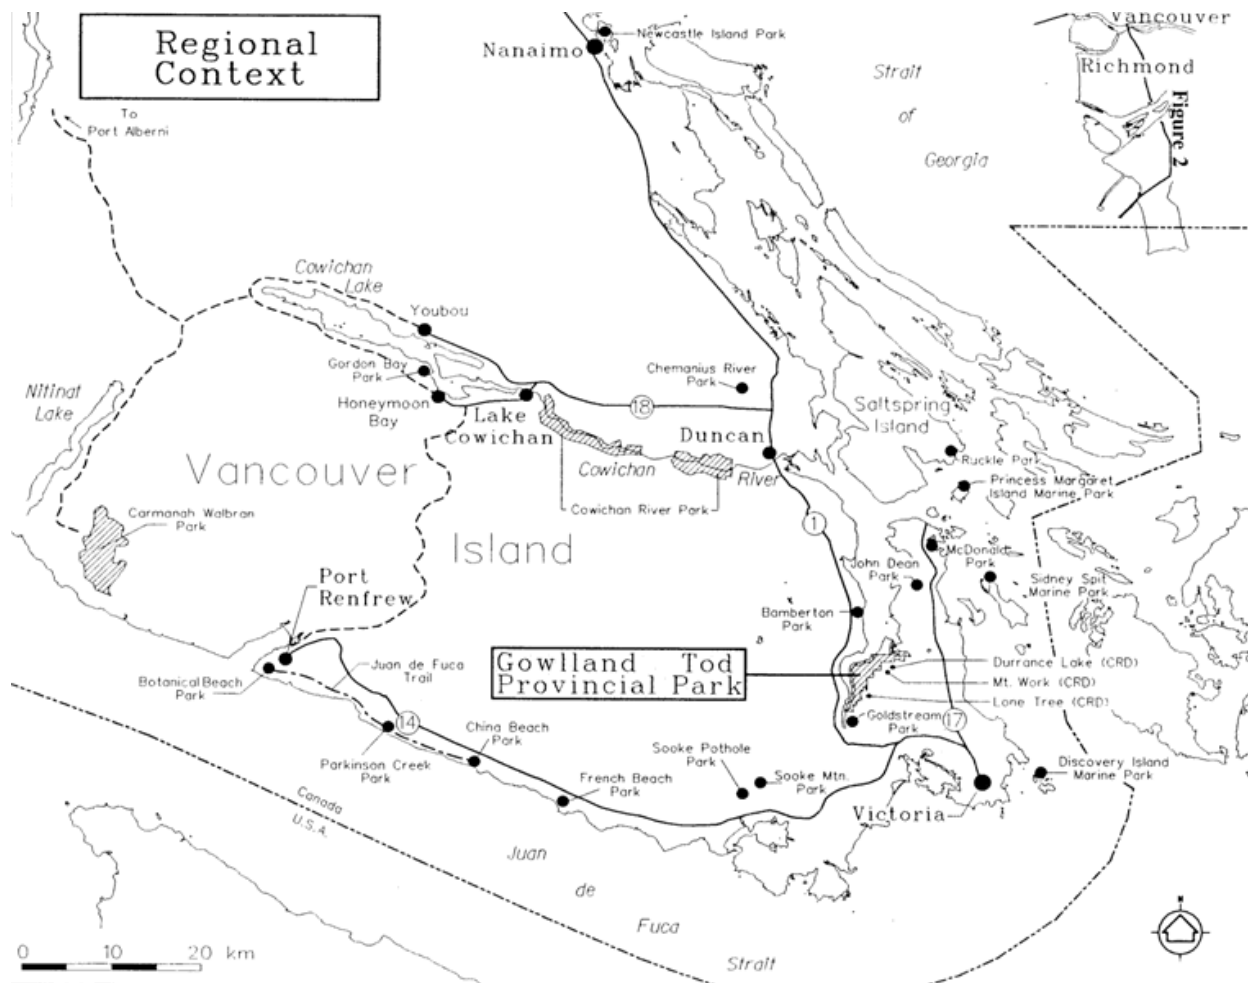 Regional
Context
Nanaimo
Newcastle Island Park
Strait
of
Georgia
Vancouver
Richmond
Figure 2
To
Port Alberni
Cowichan
Lake
Youbou
Gordon Bay
Park
Honeymoon
Bay
Lake
Cowichan
18
Chemanius River
Park
Duncan
Saltspring
Island
Nitinat
Lake
Vancouver
Island
Cowichan
River
Cowichan River Park
Ruckle Park
Princess Margaret
Island Marine Park
Carmanah Walbran
Park
1
McDonald
Park
John Dean
Park
Sidney Spit
Marine Park
Port
Renfrew
Bamberton
Park
Gowlland Tod
Provincial Park
Durrance Lake (CRD)
Mt. Work (CRD)
Lone Tree (CRD)
Botanical Beach
Park
Juan de Fuca
Trail
14
China Beach
Park
Goldstream
Park
17
Parkinson Creek
Park
Sooke Pothole
Park
Sooke Mtn.
Park
French Beach
Park
Discovery Island
Marine Park
Victoria
Canada
U.S.A.
Juan
de
Fuca
Strait
N
0 10 20 km